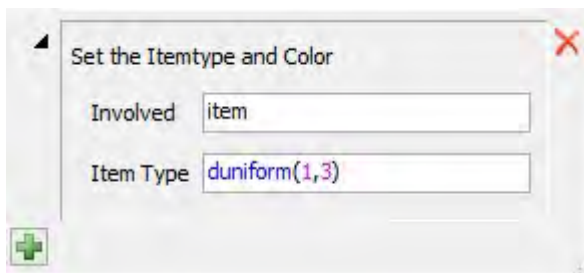 Set the Itemtype and Color
Involved item
Item Type duniform(1,3)